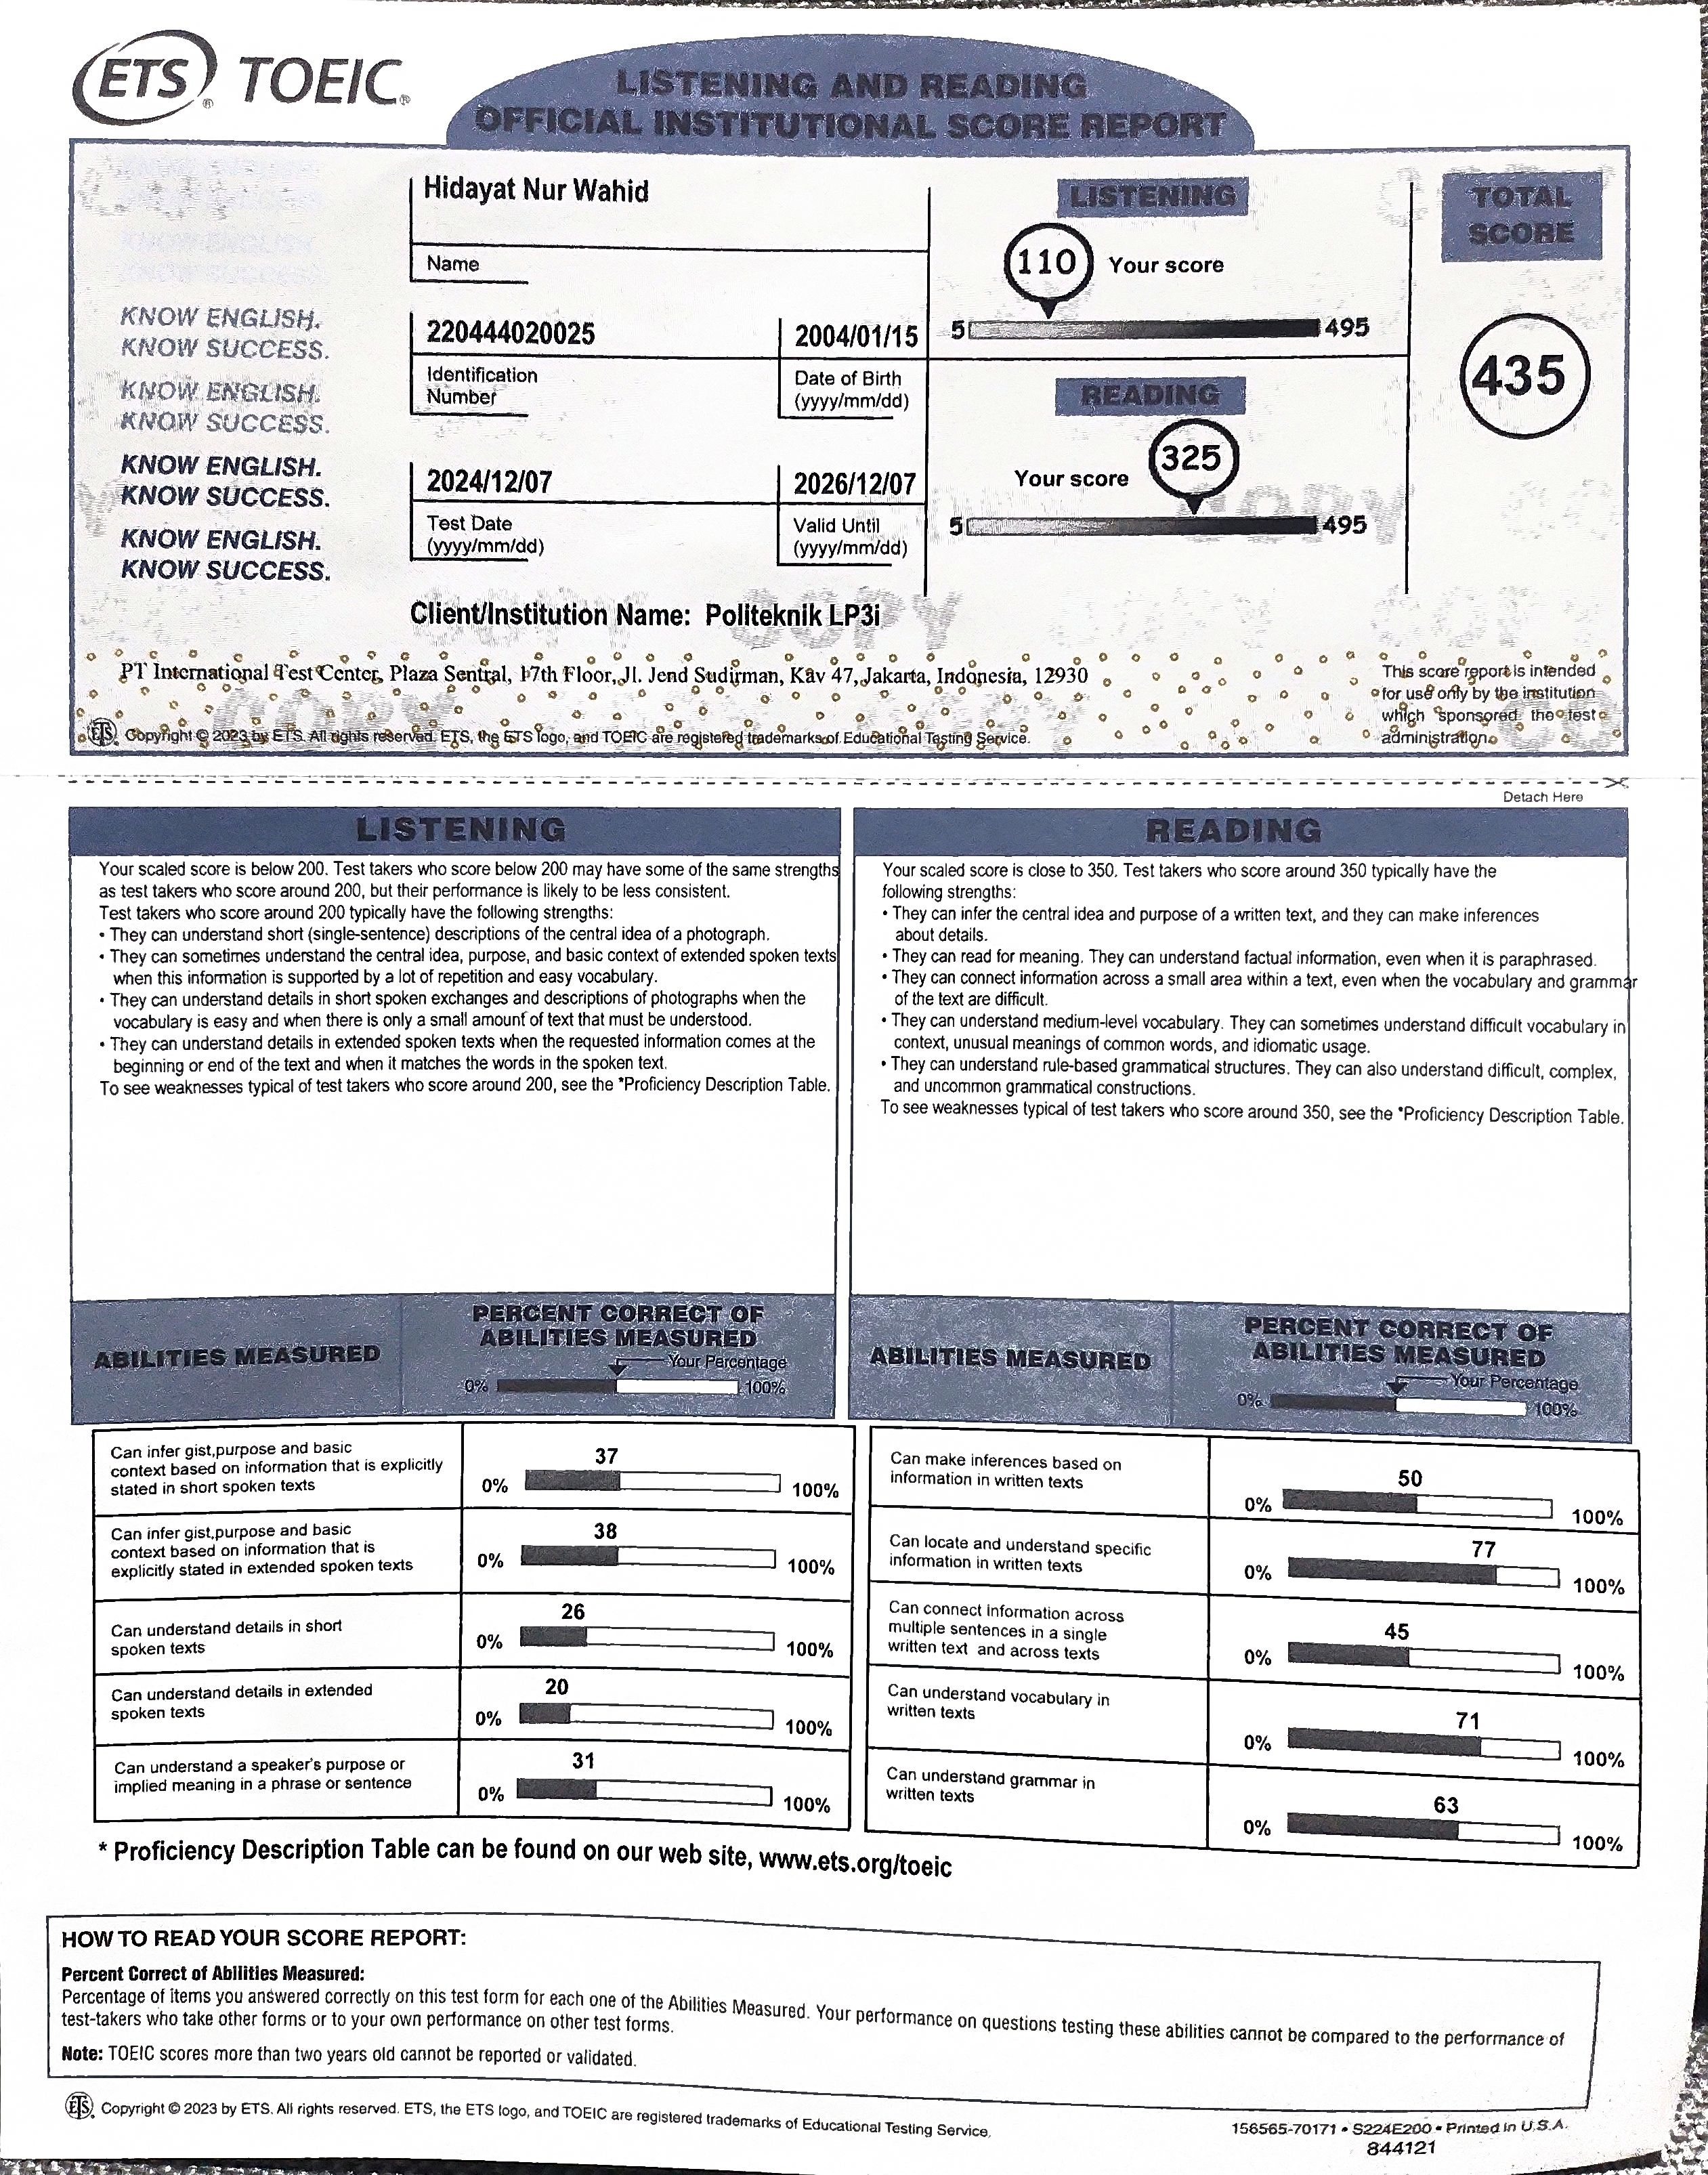 ETS® TOEIC®
LISTENING AND READING
OFFICIAL INSTITUTIONAL SCORE REPORT
Hidayat Nur Wahid
Name
LISTENING
110 Your score
5 495
TOTAL
SCORE
435
KNOW ENGLISH.
KNOW SUCCESS.
KNOW ENGLISH.
KNOW SUCCESS.
KNOW ENGLISH.
KNOW SUCCESS.
KNOW ENGLISH.
KNOW SUCCESS.
220444020025
Identification
Number
2004/01/15
Date of Birth
(yyyy/mm/dd)
READING
325
Your score
5 495
2024/12/07
Test Date
(yyyy/mm/dd)
2026/12/07
Valid Until
(yyyy/mm/dd)
Client/Institution Name: Politeknik LP3i
COPY
PT International Test Center, Plaza Sentral, 17th Floor, Jl. Jend Sudirman, Kav 47, Jakarta, Indonesia, 12930
This score report is intended
for use only by the institution
which sponsored the test
administration.
ETS. Copyright © 2023 by ETS. All rights reserved. ETS, the ETS logo, and TOEIC are registered trademarks of Educational Testing Service.
Detach Here
LISTENING
Your scaled score is below 200. Test takers who score below 200 may have some of the same strengths
as test takers who score around 200, but their performance is likely to be less consistent.
Test takers who score around 200 typically have the following strengths:
• They can understand short (single-sentence) descriptions of the central idea of a photograph.
• They can sometimes understand the central idea, purpose, and basic context of extended spoken texts
when this information is supported by a lot of repetition and easy vocabulary.
• They can understand details in short spoken exchanges and descriptions of photographs when the
vocabulary is easy and when there is only a small amount of text that must be understood.
• They can understand details in extended spoken texts when the requested information comes at the
beginning or end of the text and when it matches the words in the spoken text.
To see weaknesses typical of test takers who score around 200, see the *Proficiency Description Table.
READING
Your scaled score is close to 350. Test takers who score around 350 typically have the
following strengths:
• They can infer the central idea and purpose of a written text, and they can make inferences
about details.
• They can read for meaning. They can understand factual information, even when it is paraphrased.
• They can connect information across a small area within a text, even when the vocabulary and grammar
of the text are difficult.
• They can understand medium-level vocabulary. They can sometimes understand difficult vocabulary in
context, unusual meanings of common words, and idiomatic usage.
• They can understand rule-based grammatical structures. They can also understand difficult, complex,
and uncommon grammatical constructions.
To see weaknesses typical of test takers who score around 350, see the *Proficiency Description Table.
ABILITIES MEASURED
PERCENT CORRECT OF
ABILITIES MEASURED
Your Percentage
0% 100%
Can infer gist,purpose and basic
context based on information that is explicitly
stated in short spoken texts
37
0% 100%
Can infer gist,purpose and basic
context based on information that is
explicitly stated in extended spoken texts
38
0% 100%
Can understand details in short
spoken texts
26
0% 100%
Can understand details in extended
spoken texts
20
0% 100%
Can understand a speaker's purpose or
implied meaning in a phrase or sentence
31
0% 100%
ABILITIES MEASURED
PERCENT CORRECT OF
ABILITIES MEASURED
Your Percentage
0% 100%
Can make inferences based on
information in written texts
50
0% 100%
Can locate and understand specific
information in written texts
77
0% 100%
Can connect information across
multiple sentences in a single
written text and across texts
45
0% 100%
Can understand vocabulary in
written texts
71
0% 100%
Can understand grammar in
written texts
63
0% 100%
* Proficiency Description Table can be found on our web site, www.ets.org/toeic
HOW TO READ YOUR SCORE REPORT:
Percent Correct of Abilities Measured:
Percentage of items you answered correctly on this test form for each one of the Abilities Measured. Your performance on questions testing these abilities cannot be compared to the performance of
test-takers who take other forms or to your own performance on other test forms.
Note: TOEIC scores more than two years old cannot be reported or validated.
ETS. Copyright © 2023 by ETS. All rights reserved. ETS, the ETS logo, and TOEIC are registered trademarks of Educational Testing Service.
156565-70171 • S224E200 • Printed in U.S.A.
844121